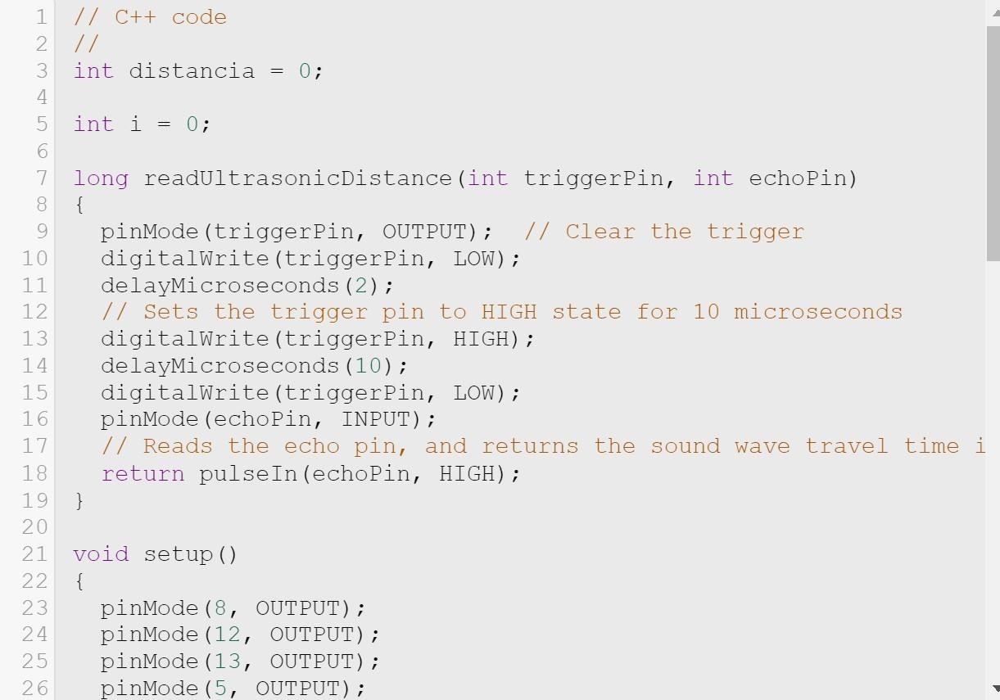 1 // C++ code
2 //
3 int distancia = 0;
4
5 int i = 0;
6
7 long readUltrasonicDistance(int triggerPin, int echoPin)
8 {
9   pinMode(triggerPin, OUTPUT);  // Clear the trigger
10   digitalWrite(triggerPin, LOW);
11   delayMicroseconds(2);
12   // Sets the trigger pin to HIGH state for 10 microseconds
13   digitalWrite(triggerPin, HIGH);
14   delayMicroseconds(10);
15   digitalWrite(triggerPin, LOW);
16   pinMode(echoPin, INPUT);
17   // Reads the echo pin, and returns the sound wave travel time i
18   return pulseIn(echoPin, HIGH);
19 }
20
21 void setup()
22 {
23   pinMode(8, OUTPUT);
24   pinMode(12, OUTPUT);
25   pinMode(13, OUTPUT);
26   pinMode(5, OUTPUT);